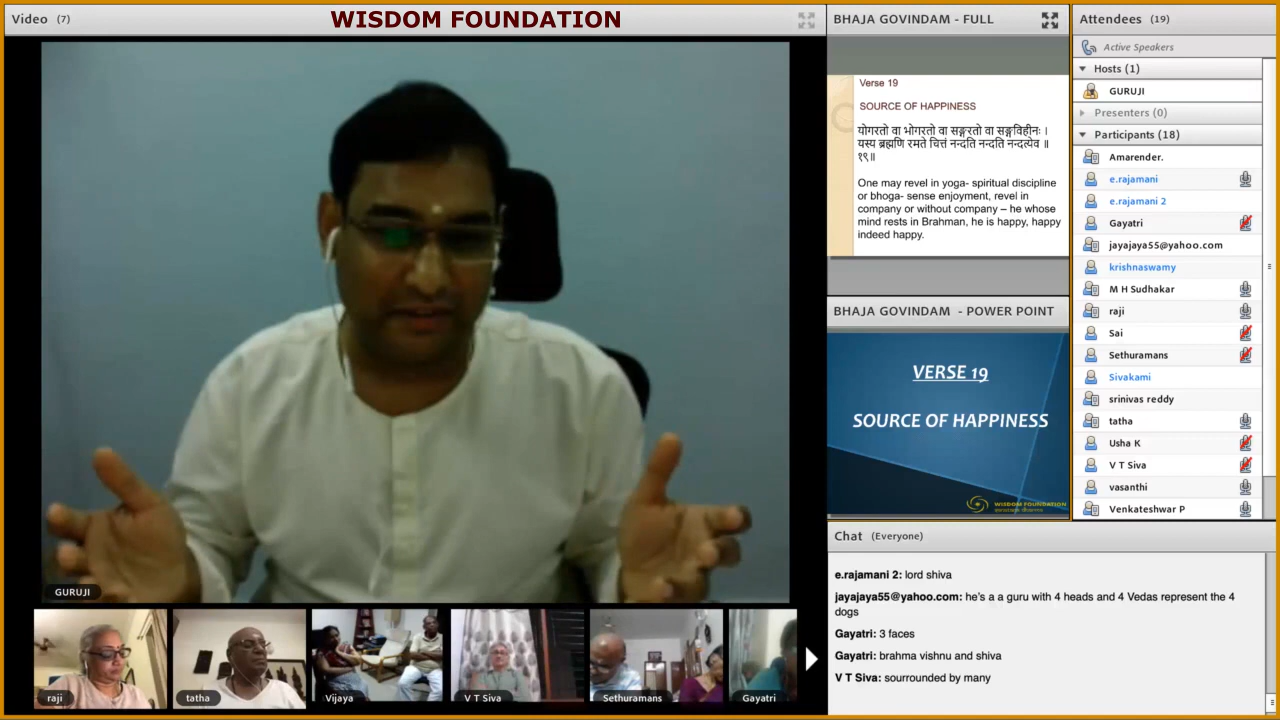 Video (7)
WISDOM FOUNDATION
GURUJI
raji
tatha
Vijaya
V T Siva
Sethuramans
Gayatri
BHAJA GOVINDAM - FULL
Verse 19
SOURCE OF HAPPINESS
योगरतो वा भोगरतो वा सङ्गरतो वा सङ्गविहीनः ।
यस्य ब्रह्मणि रमते चित्तं नन्दति नन्दति नन्दत्येव ॥
१९॥
One may revel in yoga- spiritual discipline
or bhoga- sense enjoyment, revel in
company or without company – he whose
mind rests in Brahman, he is happy, happy
indeed happy.
BHAJA GOVINDAM - POWER POINT
VERSE 19
SOURCE OF HAPPINESS
WISDOM FOUNDATION
Attendees (19)
Active Speakers
Hosts (1)
GURUJI
Presenters (0)
Participants (18)
Amarender.
e.rajamani
e.rajamani 2
Gayatri
jayajaya55@yahoo.com
krishnaswamy
M H Sudhakar
raji
Sai
Sethuramans
Sivakami
srinivas reddy
tatha
Usha K
V T Siva
vasanthi
Venkateshwar P
Chat (Everyone)
e.rajamani 2: lord shiva
jayajaya55@yahoo.com: he's a a guru with 4 heads and 4 Vedas represent the 4
dogs
Gayatri: 3 faces
Gayatri: brahma vishnu and shiva
V T Siva: sourrounded by many